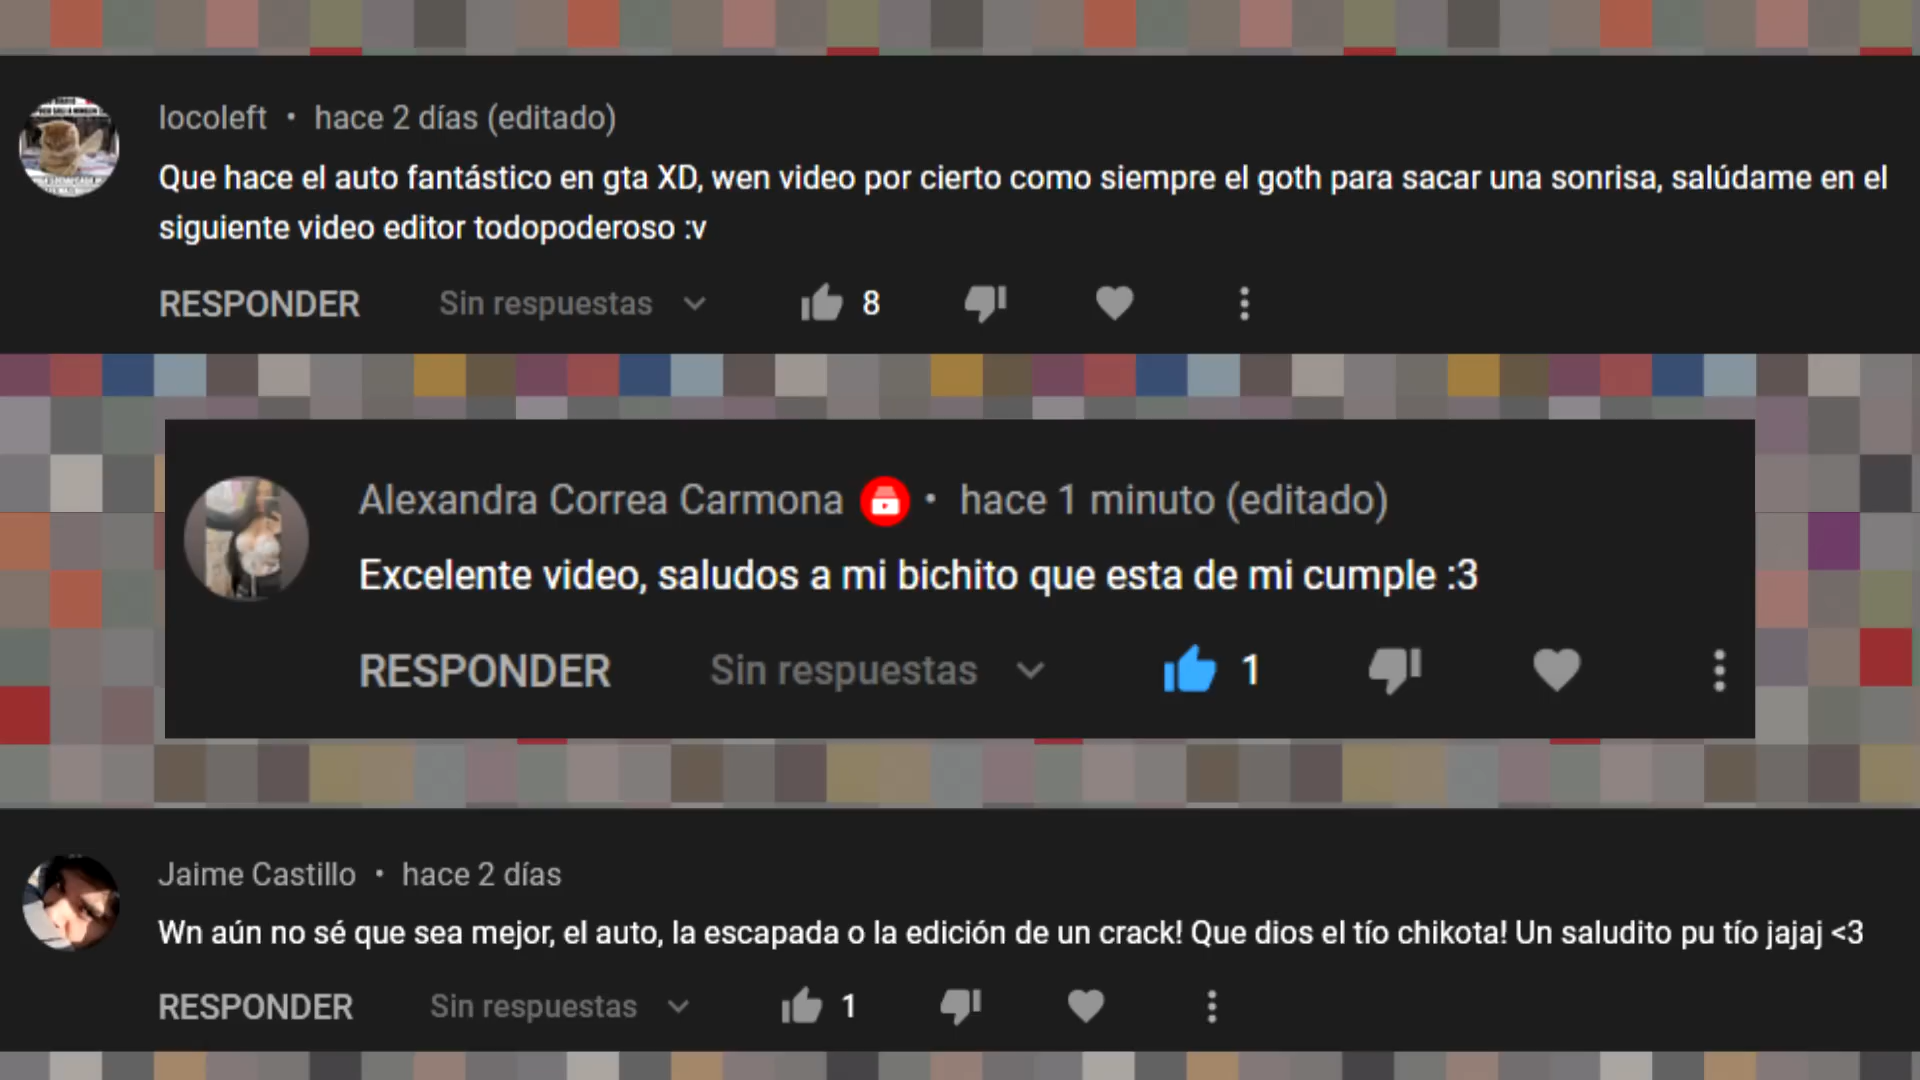 locoleft • hace 2 días (editado)
Que hace el auto fantástico en gta XD, wen video por cierto como siempre el goth para sacar una sonrisa, salúdame en el
siguiente video editor todopoderoso :v
RESPONDER Sin respuestas 8
Alexandra Correa Carmona • hace 1 minuto (editado)
Excelente video, saludos a mi bichito que esta de mi cumple :3
RESPONDER Sin respuestas 1
Jaime Castillo • hace 2 días
Wn aún no sé que sea mejor, el auto, la escapada o la edición de un crack! Que dios el tío chikota! Un saludito pu tío jajaj <3
RESPONDER Sin respuestas 1